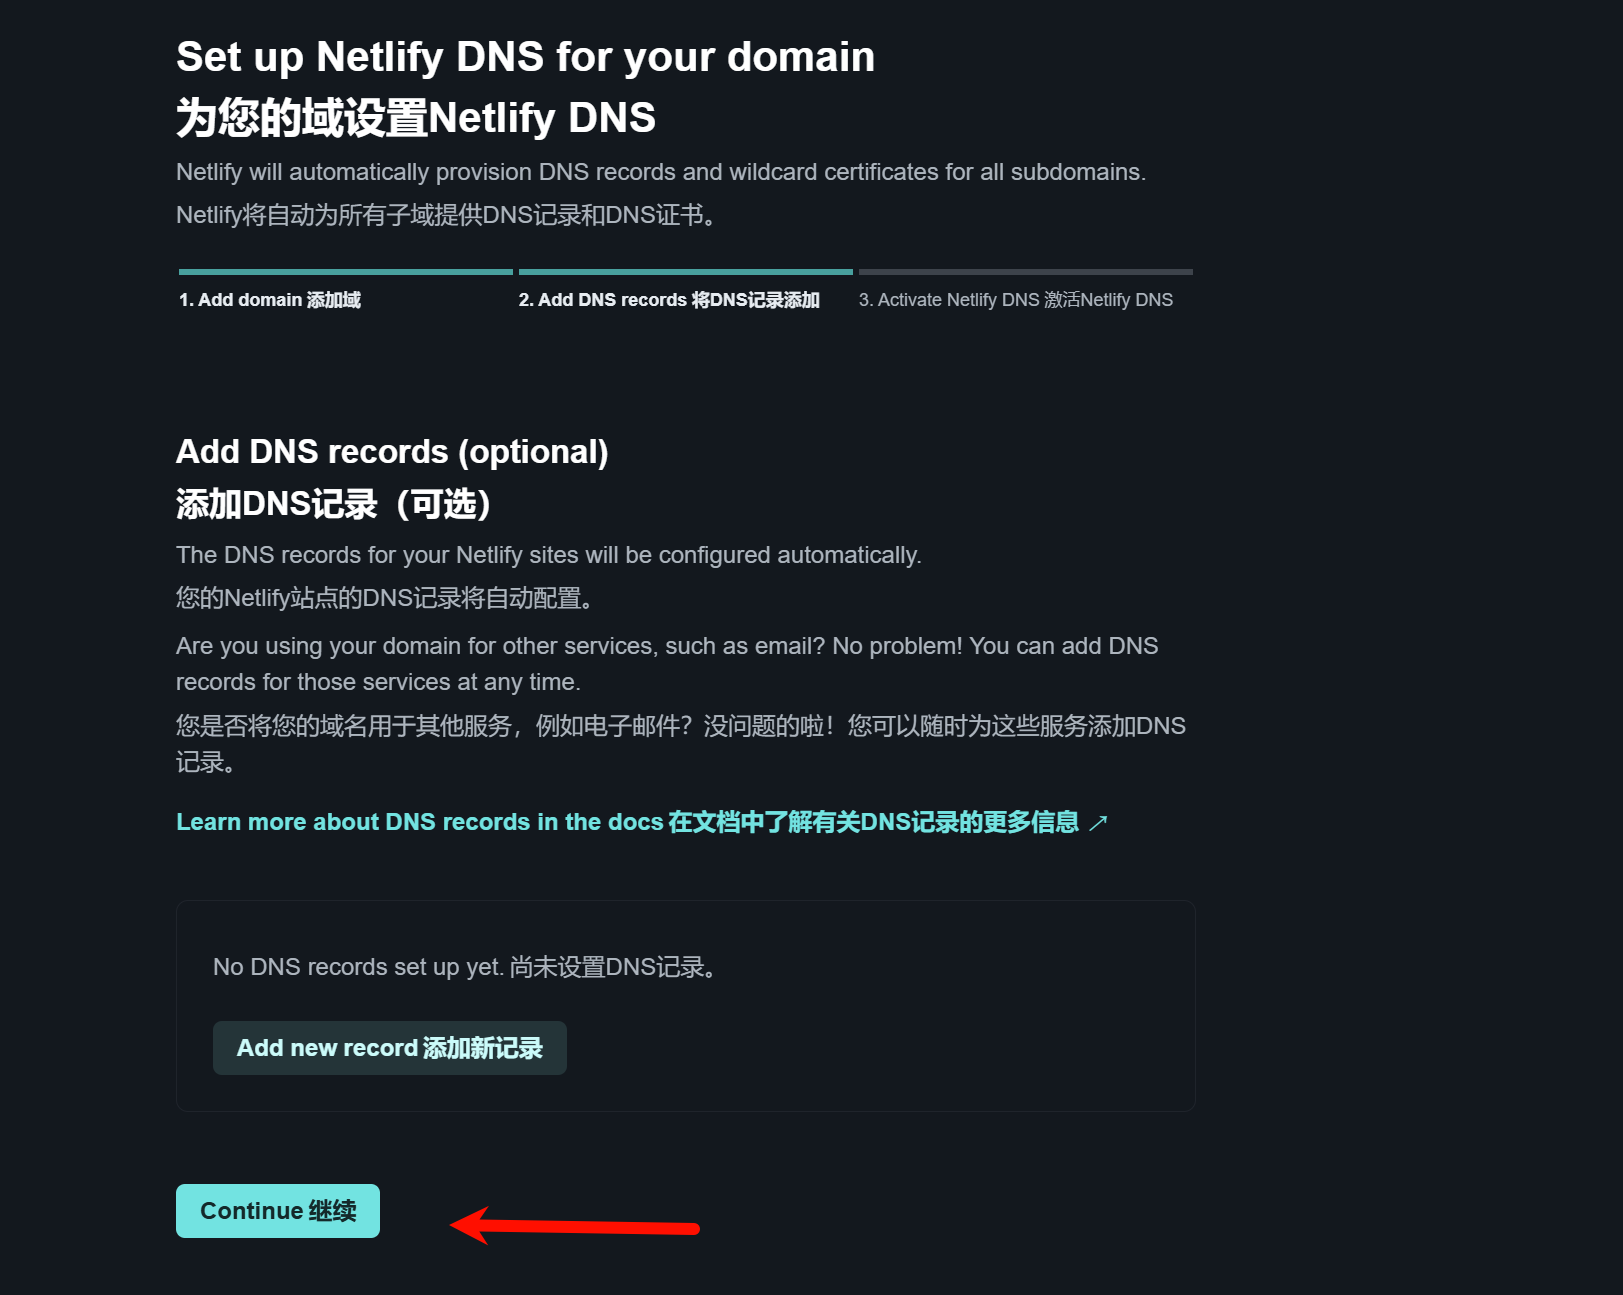 Set up Netlify DNS for your domain
为您的域设置Netlify DNS
Netlify will automatically provision DNS records and wildcard certificates for all subdomains.
Netlify将自动为所有子域提供DNS记录和DNS证书。
1. Add domain 添加域
2. Add DNS records 将DNS记录添加
3. Activate Netlify DNS 激活Netlify DNS
Add DNS records (optional)
添加DNS记录（可选）
The DNS records for your Netlify sites will be configured automatically.
您的Netlify站点的DNS记录将自动配置。
Are you using your domain for other services, such as email? No problem! You can add DNS
records for those services at any time.
您是否将您的域名用于其他服务，例如电子邮件？没问题的啦！您可以随时为这些服务添加DNS
记录。
Learn more about DNS records in the docs 在文档中了解有关DNS记录的更多信息 ↗
No DNS records set up yet. 尚未设置DNS记录。
Add new record 添加新记录
Continue 继续